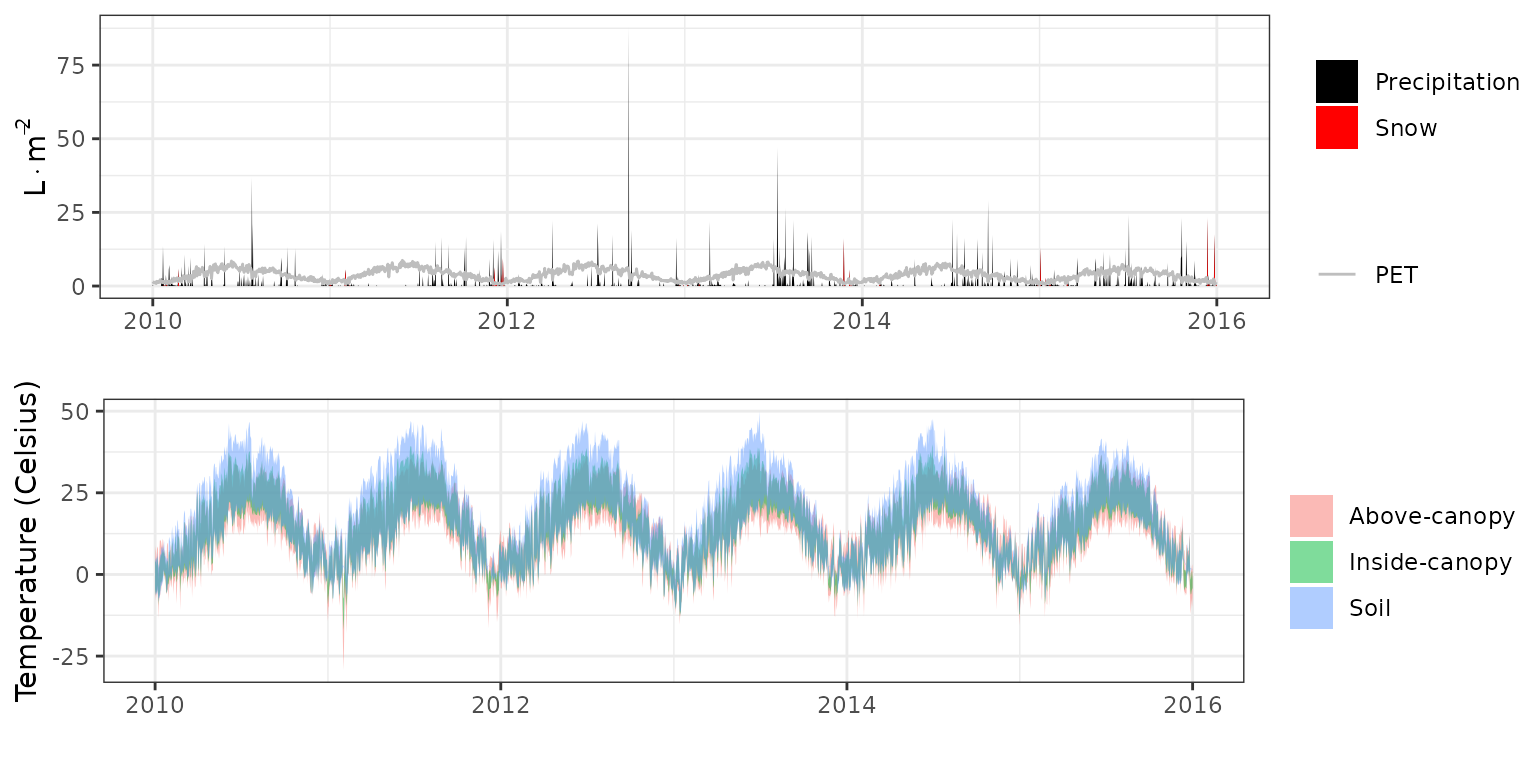 L · m⁻²
75
50
25
0
2010
2012
2014
2016
Precipitation
Snow
PET
Temperature (Celsius)
50
25
0
-25
2010
2012
2014
2016
Above-canopy
Inside-canopy
Soil